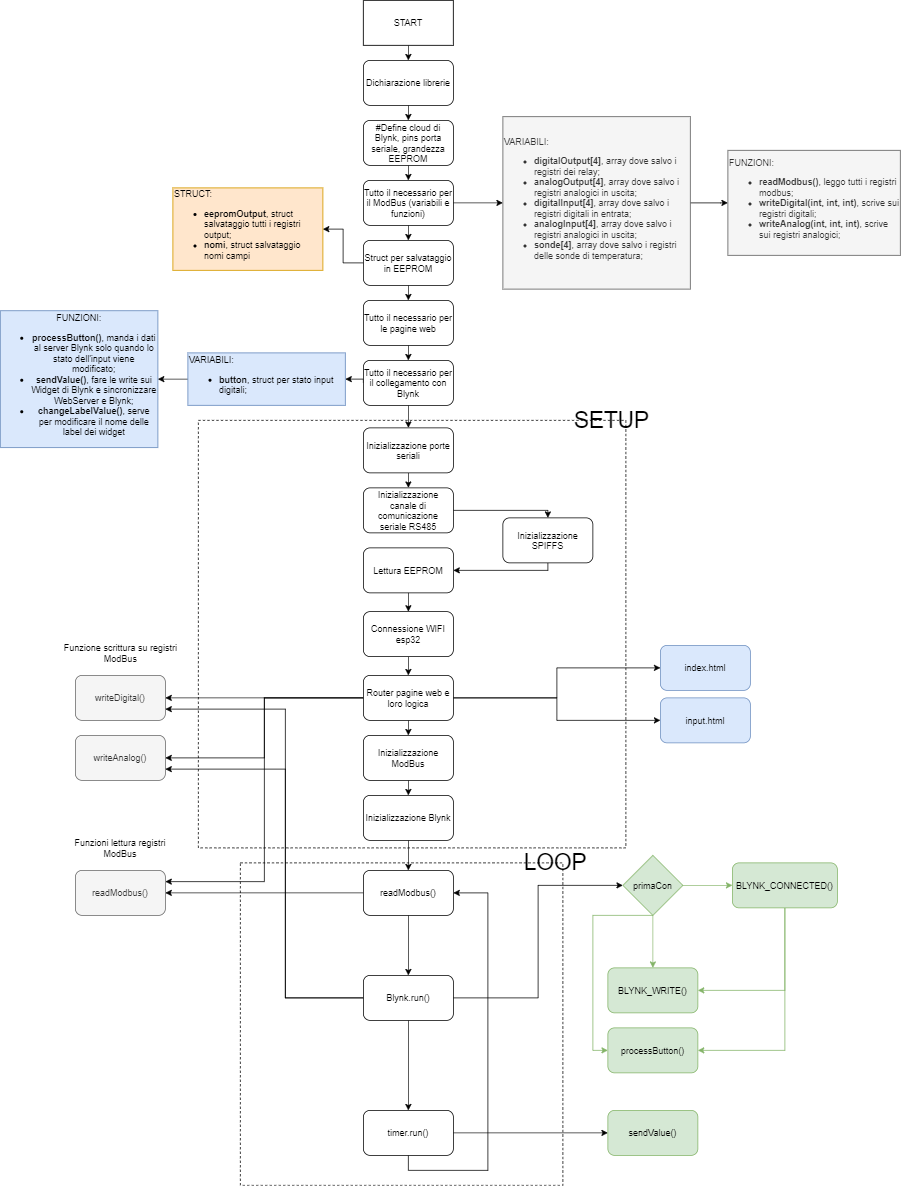 START
Dichiarazione librerie
#Define cloud di
Blynk, pins porta
seriale, grandezza
EEPROM
Tutto il necessario per
il ModBus (variabili e
funzioni)
VARIABILI:
digitalOutput[4], array dove salvo i
registri dei relay;
analogOutput[4], array dove salvo i
registri analogici in uscita;
digitalInput[4], array dove salvo i
registri digitali in entrata;
analogInput[4], array dove salvo i
registri analogici in uscita;
sonde[4], array dove salvo i registri
delle sonde di temperatura;
FUNZIONI:
readModbus(), leggo tutti i registri
modbus;
writeDigital(int, int, int), scrive sui
registri digitali;
writeAnalog(int, int, int), scrive
sui registri analogici;
STRUCT:
eepromOutput, struct
salvataggio tutti i registri
output;
nomi, struct salvataggio
nomi campi
Struct per salvataggio
in EEPROM
Tutto il necessario per
le pagine web
Tutto il necessario per
il collegamento con
Blynk
VARIABILI:
button, struct per stato input
digitali;
FUNZIONI:
processButton(), manda i dati
al server Blynk solo quando lo
stato dell'input viene
modificato;
sendValue(), fare le write sui
Widget di Blynk e sincronizzare
WebServer e Blynk;
changeLabelValue(), serve
per modificare il nome delle
label dei widget
SETUP
Inizializzazione porte
seriali
Inizializzazione
canale di
comunicazione
seriale RS485
Inizializzazione
SPIFFS
Lettura EEPROM
Connessione WIFI
esp32
Router pagine web e
loro logica
index.html
input.html
Funzione scrittura su registri
ModBus
writeDigital()
writeAnalog()
Inizializzazione
ModBus
Inizializzazione Blynk
Funzioni lettura registri
ModBus
readModbus()
LOOP
readModbus()
primaCon
BLYNK_CONNECTED()
Blynk.run()
BLYNK_WRITE()
processButton()
timer.run()
sendValue()